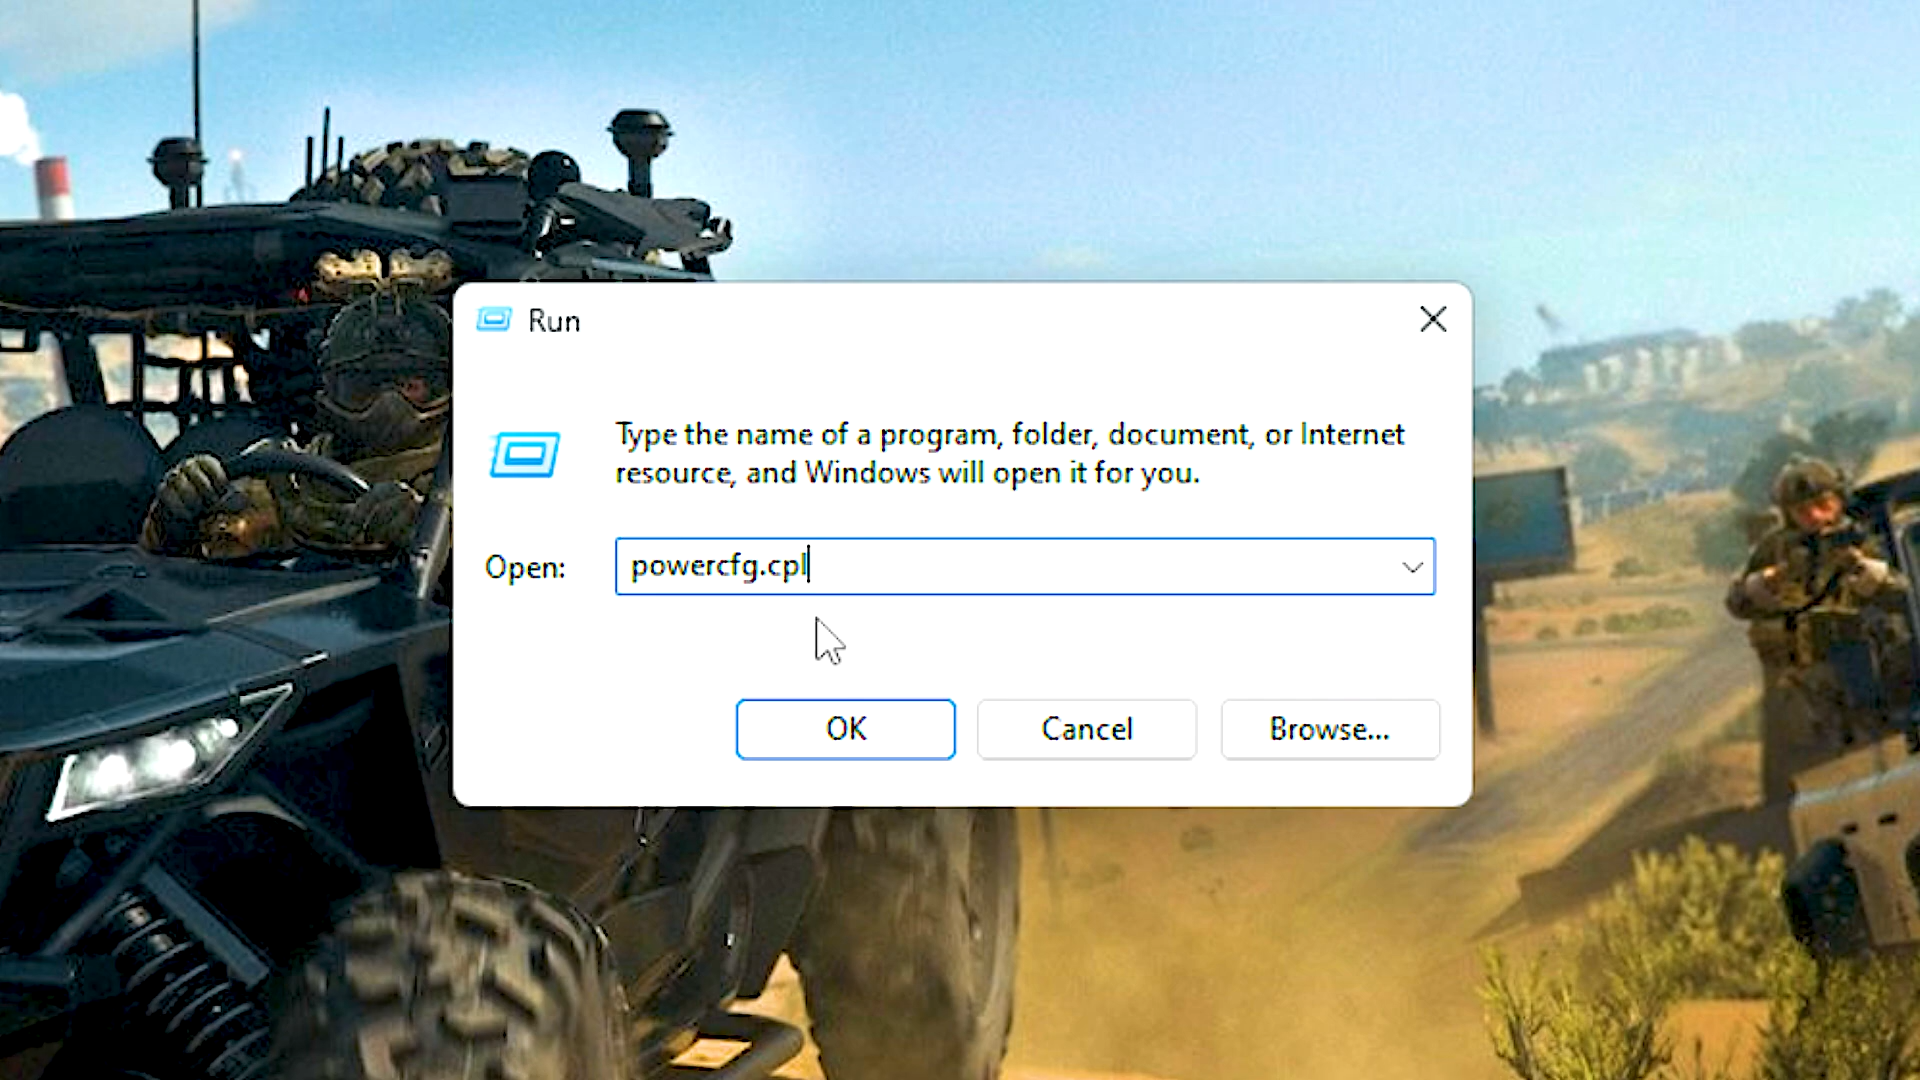 Run
Type the name of a program, folder, document, or Internet
resource, and Windows will open it for you.
Open:
powercfg.cpl
OK
Cancel
Browse...